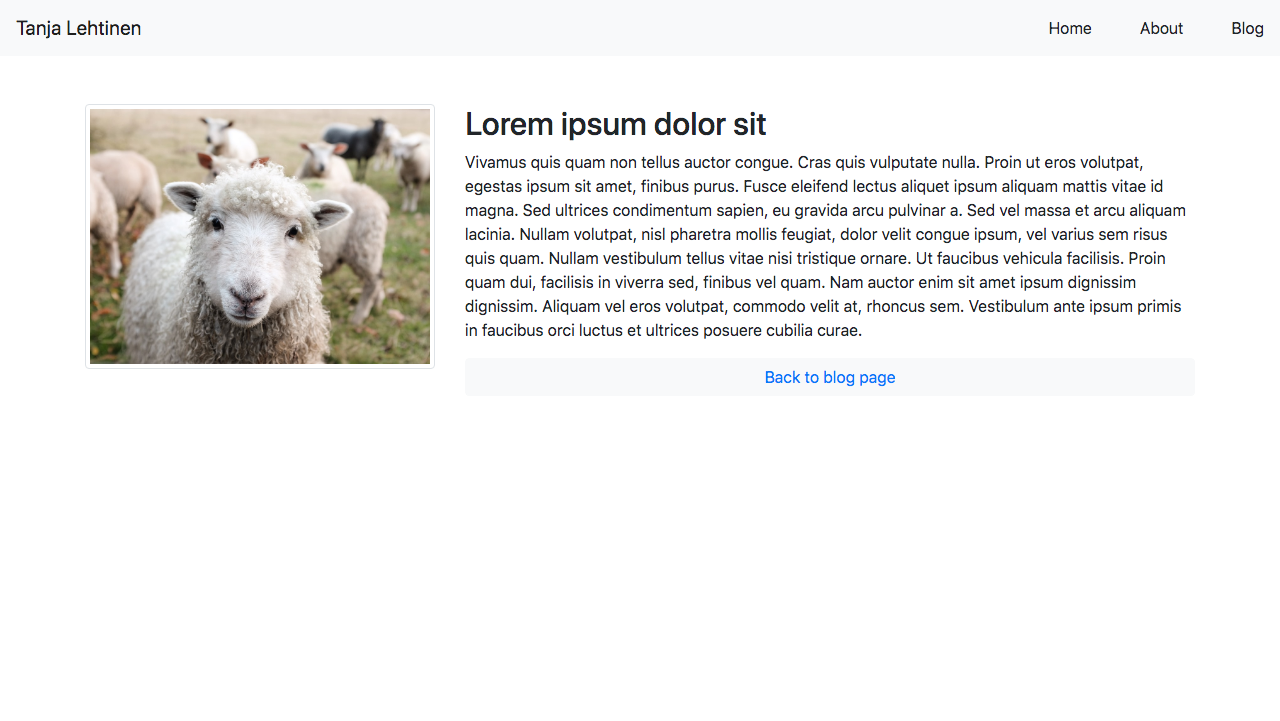 Tanja Lehtinen
Home
About
Blog
Lorem ipsum dolor sit
Vivamus quis quam non tellus auctor congue. Cras quis vulputate nulla. Proin ut eros volutpat,
egestas ipsum sit amet, finibus purus. Fusce eleifend lectus aliquet ipsum aliquam mattis vitae id
magna. Sed ultrices condimentum sapien, eu gravida arcu pulvinar a. Sed vel massa et arcu aliquam
lacinia. Nullam volutpat, nisl pharetra mollis feugiat, dolor velit congue ipsum, vel varius sem risus
quis quam. Nullam vestibulum tellus vitae nisi tristique ornare. Ut faucibus vehicula facilisis. Proin
quam dui, facilisis in viverra sed, finibus vel quam. Nam auctor enim sit amet ipsum dignissim
dignissim. Aliquam vel eros volutpat, commodo velit at, rhoncus sem. Vestibulum ante ipsum primis
in faucibus orci luctus et ultrices posuere cubilia curae.
Back to blog page